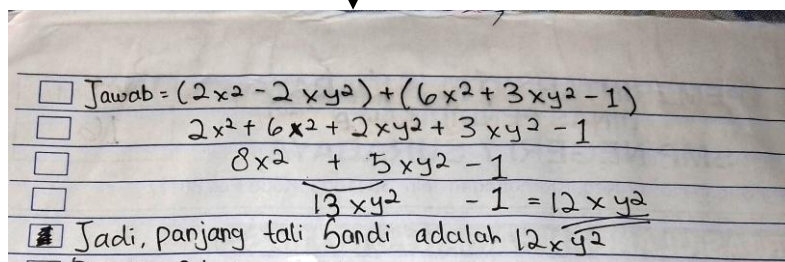 Jawab = (2x² - 2xy²) + (6x² + 3xy² - 1)
2x² + 6x² + 2xy² + 3xy² - 1
8x² + 5xy² - 1
13xy² - 1 = 12xy²
Jadi, panjang tali Sandi adalah 12xy²